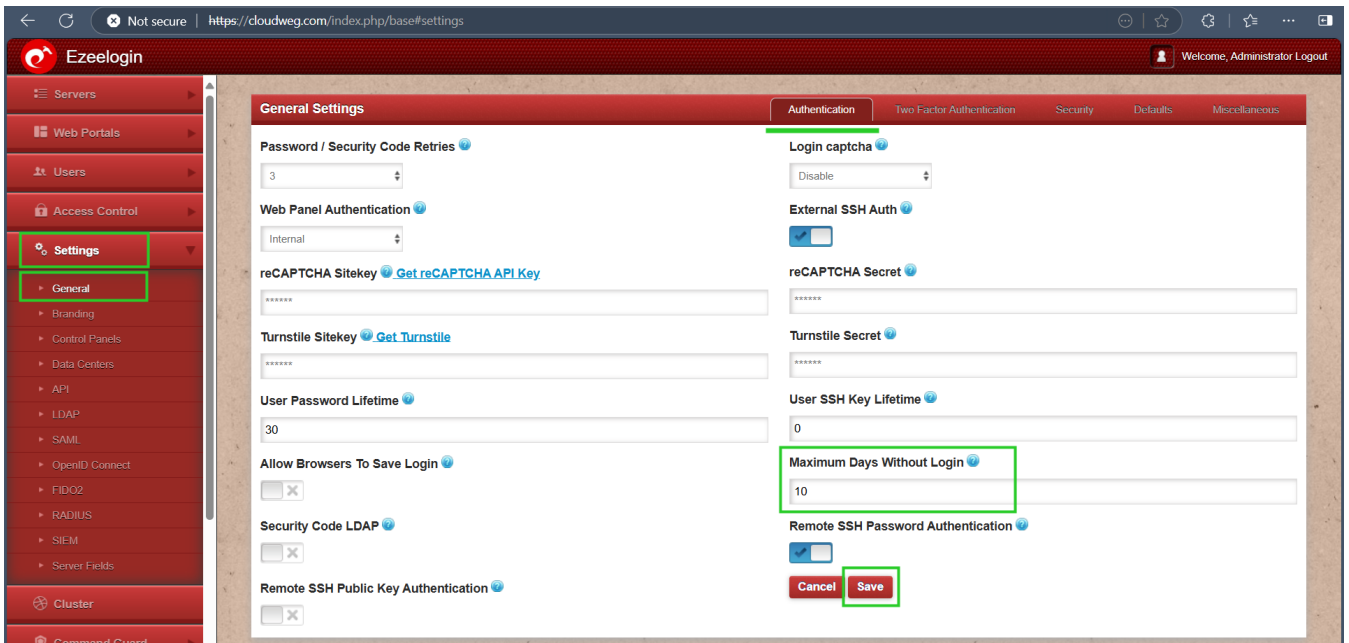 Not secure | https://cloudweg.com/index.php/base#settings
Ezeelogin
Welcome, Administrator Logout
Servers
Web Portals
Users
Access Control
Settings
General
Branding
Control Panels
Data Centers
API
LDAP
SAML
OpenID Connect
FIDO2
RADIUS
SIEM
Server Fields
Cluster
Command Guard
General Settings
Authentication
Two Factor Authentication
Security
Defaults
Miscellaneous
Password / Security Code Retries
3
Login captcha
Disable
Web Panel Authentication
Internal
External SSH Auth
reCAPTCHA Sitekey Get reCAPTCHA API Key
******
reCAPTCHA Secret
******
Turnstile Sitekey Get Turnstile
******
Turnstile Secret
******
User Password Lifetime
30
User SSH Key Lifetime
0
Allow Browsers To Save Login
Maximum Days Without Login
10
Security Code LDAP
Remote SSH Password Authentication
Remote SSH Public Key Authentication
Cancel
Save